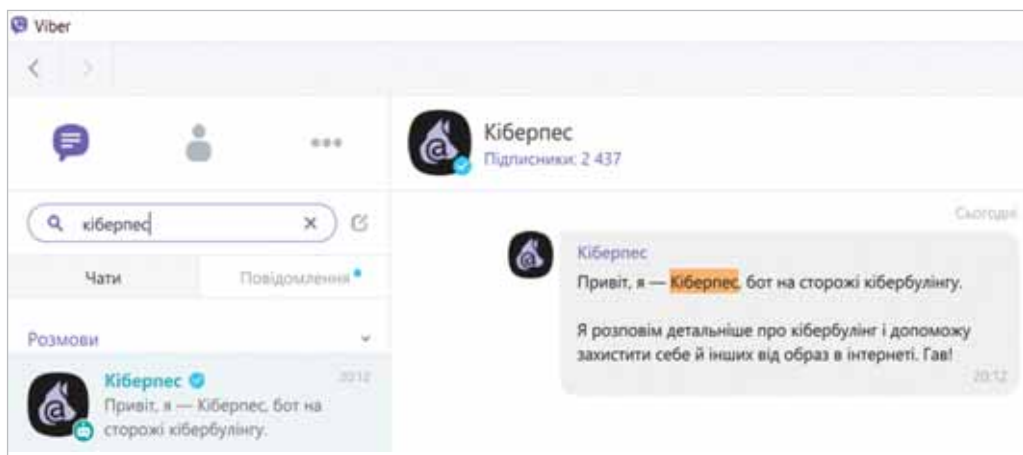 Viber
кіберпес
Чати
Повідомлення
Розмови
Кіберпес
20:12
Привіт, я — Кіберпес, бот на
сторожі кібербулінгу.
Кіберпес
Підписники: 2 437
Сьогодні
Кіберпес
Привіт, я — Кіберпес, бот на сторожі кібербулінгу.
Я розповім детальніше про кібербулінг і допоможу
захистити себе й інших від образ в інтернеті. Гав!
20:12